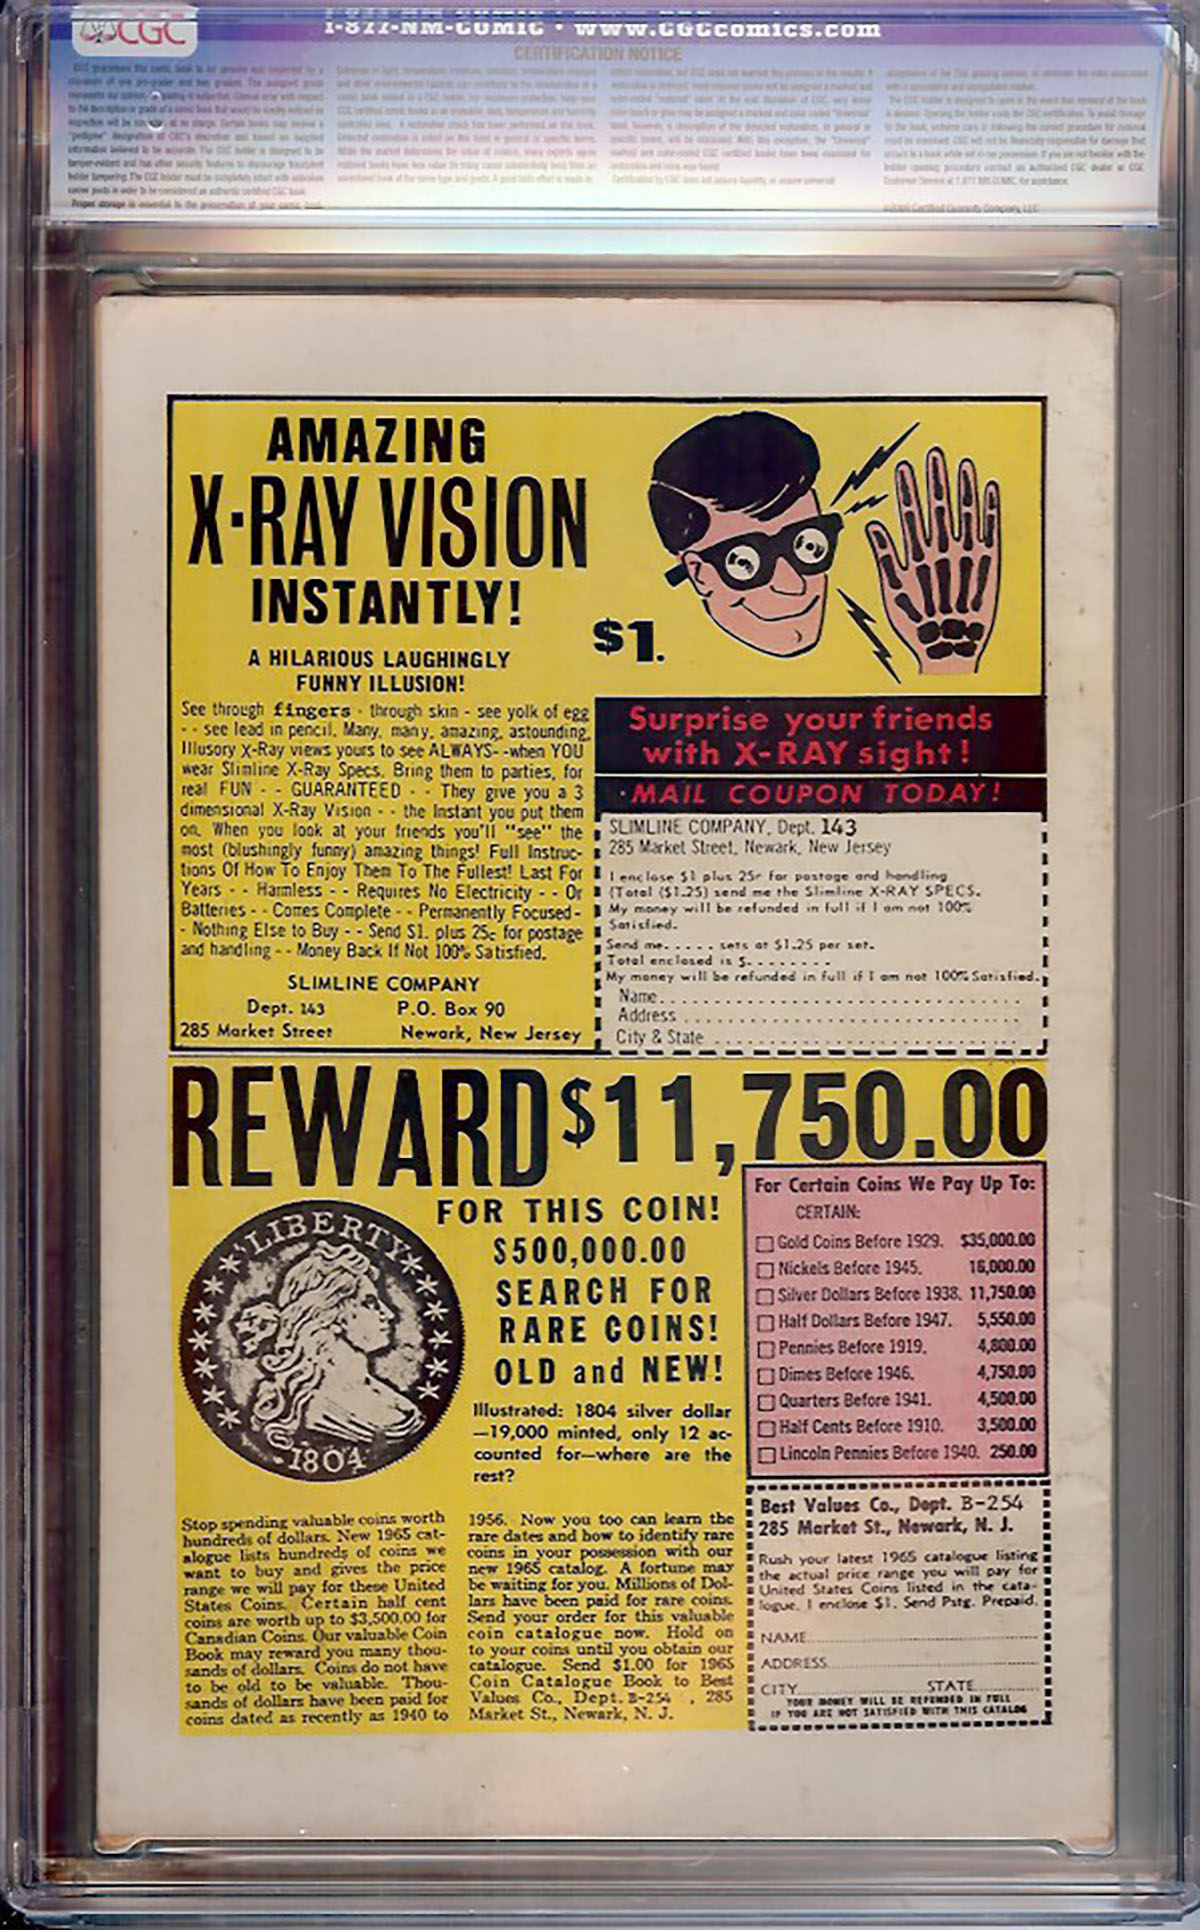 CGC
1-877-NM-COMIC • www.CGCcomics.com
CERTIFICATION NOTICE
AMAZING
X-RAY VISION
INSTANTLY!
A HILARIOUS LAUGHINGLY
FUNNY ILLUSION!
See through fingers - through skin - see yolk of egg
- - see lead in pencil. Many, many, amazing, astounding,
Illusory X-Ray views yours to see ALWAYS- -when YOU
wear Slimline X-Ray Specs. Bring them to parties, for
real FUN - - GUARANTEED - - They give you a 3
dimensional X-Ray Vision - - the Instant you put them
on. When you look at your friends you'll "see" the
most (blushingly funny) amazing things! Full Instruc-
tions Of How To Enjoy Them To The Fullest! Last For
Years - - Harmless - - Requires No Electricity - - Or
Batteries - - Comes Complete - - Permanently Focused-
- Nothing Else to Buy - - Send $1. plus 25c for postage
and handling - - Money Back If Not 100% Satisfied.
SLIMLINE COMPANY
Dept. 143 P.O. Box 90
285 Market Street Newark, New Jersey
$1.
Surprise your friends
with X-RAY sight!
·MAIL COUPON TODAY!
SLIMLINE COMPANY, Dept. 143
285 Market Street, Newark, New Jersey
I enclose $1 plus 25c for postage and handling
(Total ($1.25) send me the Slimline X-RAY SPECS.
My money will be refunded in full if I am not 100%
Satisfied.
Send me..... sets at $1.25 per set.
Total enclosed is $........
My money will be refunded in full if I am not 100% Satisfied.
Name
Address
City & State
REWARD $11,750.00
FOR THIS COIN!
$500,000.00
SEARCH FOR
RARE COINS!
OLD and NEW!
LIBERTY
1804
Illustrated: 1804 silver dollar
—19,000 minted, only 12 ac-
counted for—where are the
rest?
Stop spending valuable coins worth
hundreds of dollars. New 1965 cat-
alogue lists hundreds of coins we
want to buy and gives the price
range we will pay for these United
States Coins. Certain half cent
coins are worth up to $3,500.00 for
Canadian Coins. Our valuable Coin
Book may reward you many thou-
sands of dollars. Coins do not have
to be old to be valuable. Thou-
sands of dollars have been paid for
coins dated as recently as 1940 to
1956. Now you too can learn the
rare dates and how to identify rare
coins in your possession with our
new 1965 catalog. A fortune may
be waiting for you. Millions of Dol-
lars have been paid for rare coins.
Send your order for this valuable
coin catalogue now. Hold on
to your coins until you obtain our
catalogue. Send $1.00 for 1965
Coin Catalogue Book to Best
Values Co., Dept. B-254 , 285
Market St., Newark, N. J.
For Certain Coins We Pay Up To:
CERTAIN:
Gold Coins Before 1929. $35,000.00
Nickels Before 1945. 16,000.00
Silver Dollars Before 1938. 11,750.00
Half Dollars Before 1947. 5,550.00
Pennies Before 1919. 4,800.00
Dimes Before 1946. 4,750.00
Quarters Before 1941. 4,500.00
Half Cents Before 1910. 3,500.00
Lincoln Pennies Before 1940. 250.00
Best Values Co., Dept. B-254
285 Market St., Newark, N. J.
Rush your latest 1965 catalogue listing
the actual price range you will pay for
United States Coins listed in the cata-
logue. I enclose $1. Send Pstg. Prepaid.
NAME
ADDRESS
CITY STATE
YOUR MONEY WILL BE REFUNDED IN FULL
IF YOU ARE NOT SATISFIED WITH THIS CATALOG